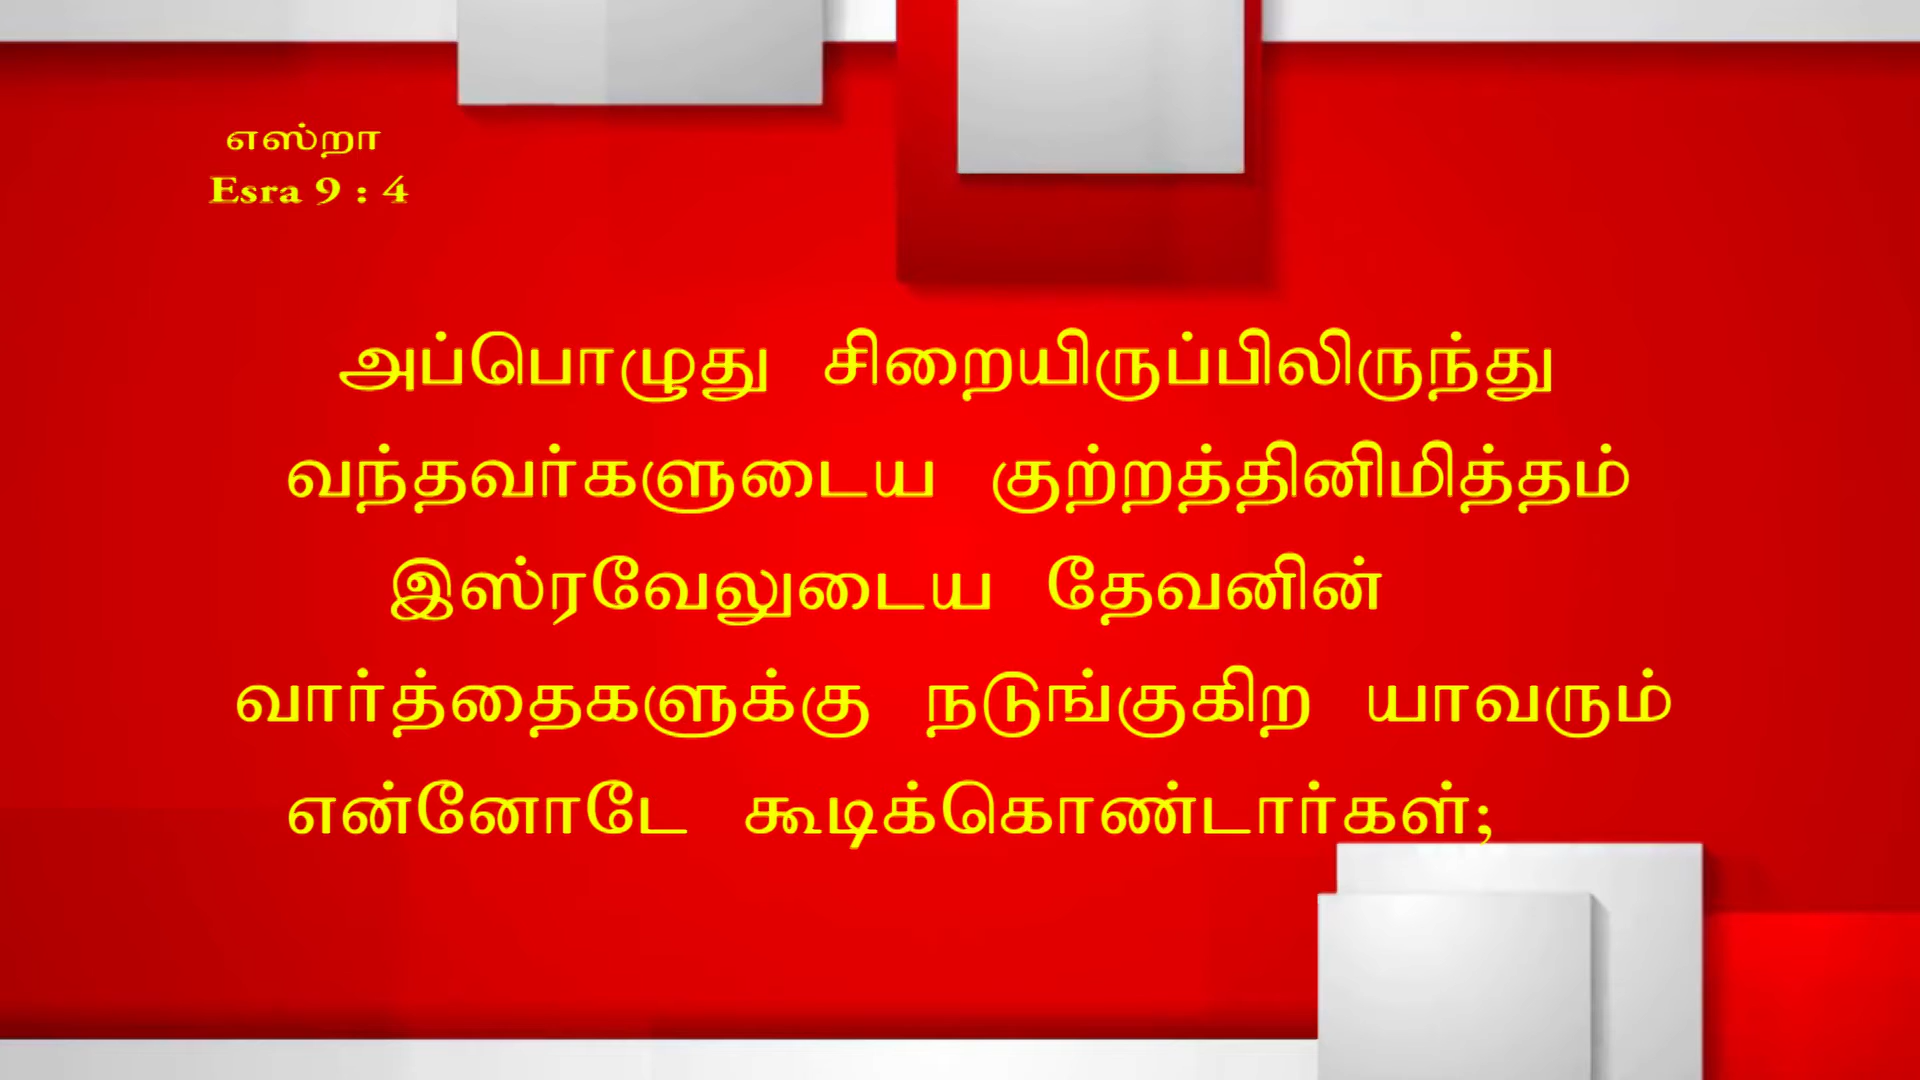 எஸ்றா
Esra 9 : 4
அப்பொழுது சிறையிருப்பிலிருந்து
வந்தவர்களுடைய குற்றத்தினிமித்தம்
இஸ்ரவேலுடைய தேவனின்
வார்த்தைகளுக்கு நடுங்குகிற யாவரும்
என்னோடே கூடிக்கொண்டார்கள்;